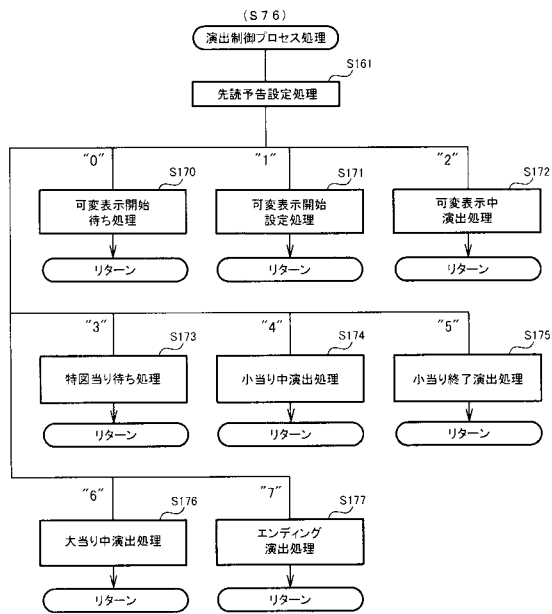 (S76)
演出制御プロセス処理
S161
先読予告設定処理
"0"
"1"
"2"
S170
S171
S172
可変表示開始
待ち処理
可変表示開始
設定処理
可変表示中
演出処理
リターン
リターン
リターン
"3"
"4"
"5"
S173
S174
S175
特図当り待ち処理
小当り中演出処理
小当り終了演出処理
リターン
リターン
リターン
"6"
"7"
S176
S177
大当り中演出処理
エンディング
演出処理
リターン
リターン